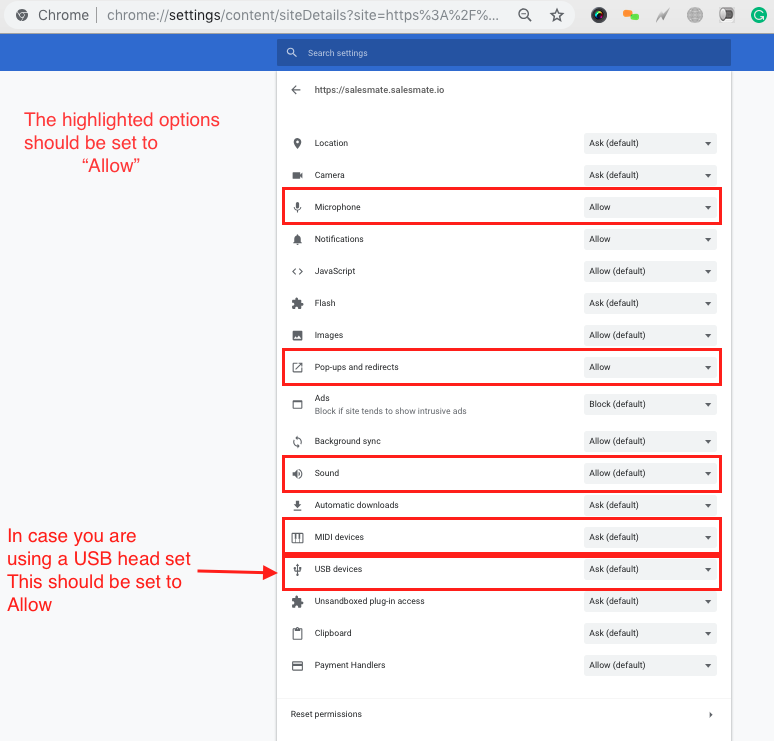 Chrome | chrome://settings/content/siteDetails?site=https%3A%2F%...
Search settings
https://salesmate.salesmate.io
The highlighted options
should be set to
“Allow”
Location Ask (default)
Camera Ask (default)
Microphone Allow
Notifications Allow
JavaScript Allow (default)
Flash Ask (default)
Images Allow (default)
Pop-ups and redirects Allow
Ads
Block if site tends to show intrusive ads
Block (default)
Background sync Allow (default)
Sound Allow (default)
Automatic downloads Ask (default)
MIDI devices Ask (default)
In case you are
using a USB head set
This should be set to
Allow
USB devices Ask (default)
Unsandboxed plug-in access Ask (default)
Clipboard Ask (default)
Payment Handlers Allow (default)
Reset permissions